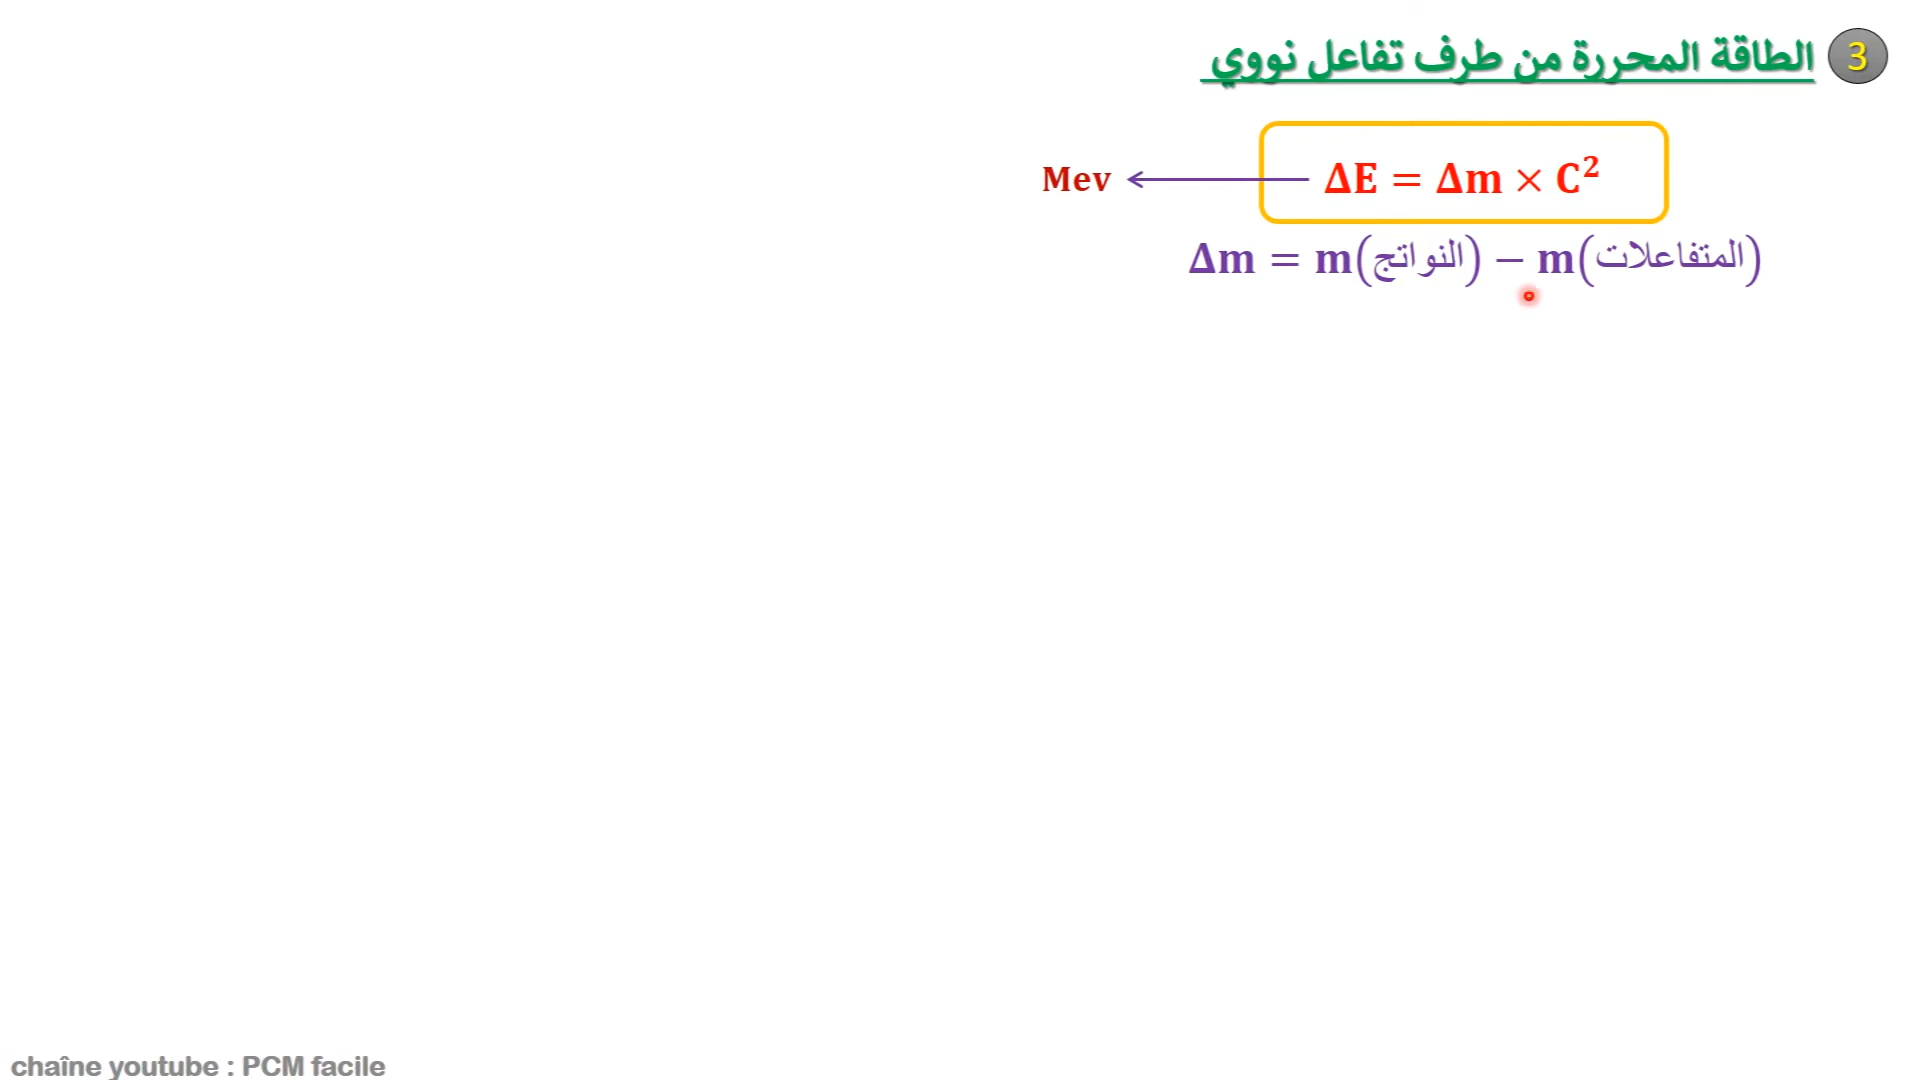 3 الطاقة المحررة من طرف تفاعل نووي
Mev ← ΔE = Δm × C²
Δm = m(النواتج) − m(المتفاعلات)
chaîne youtube : PCM facile